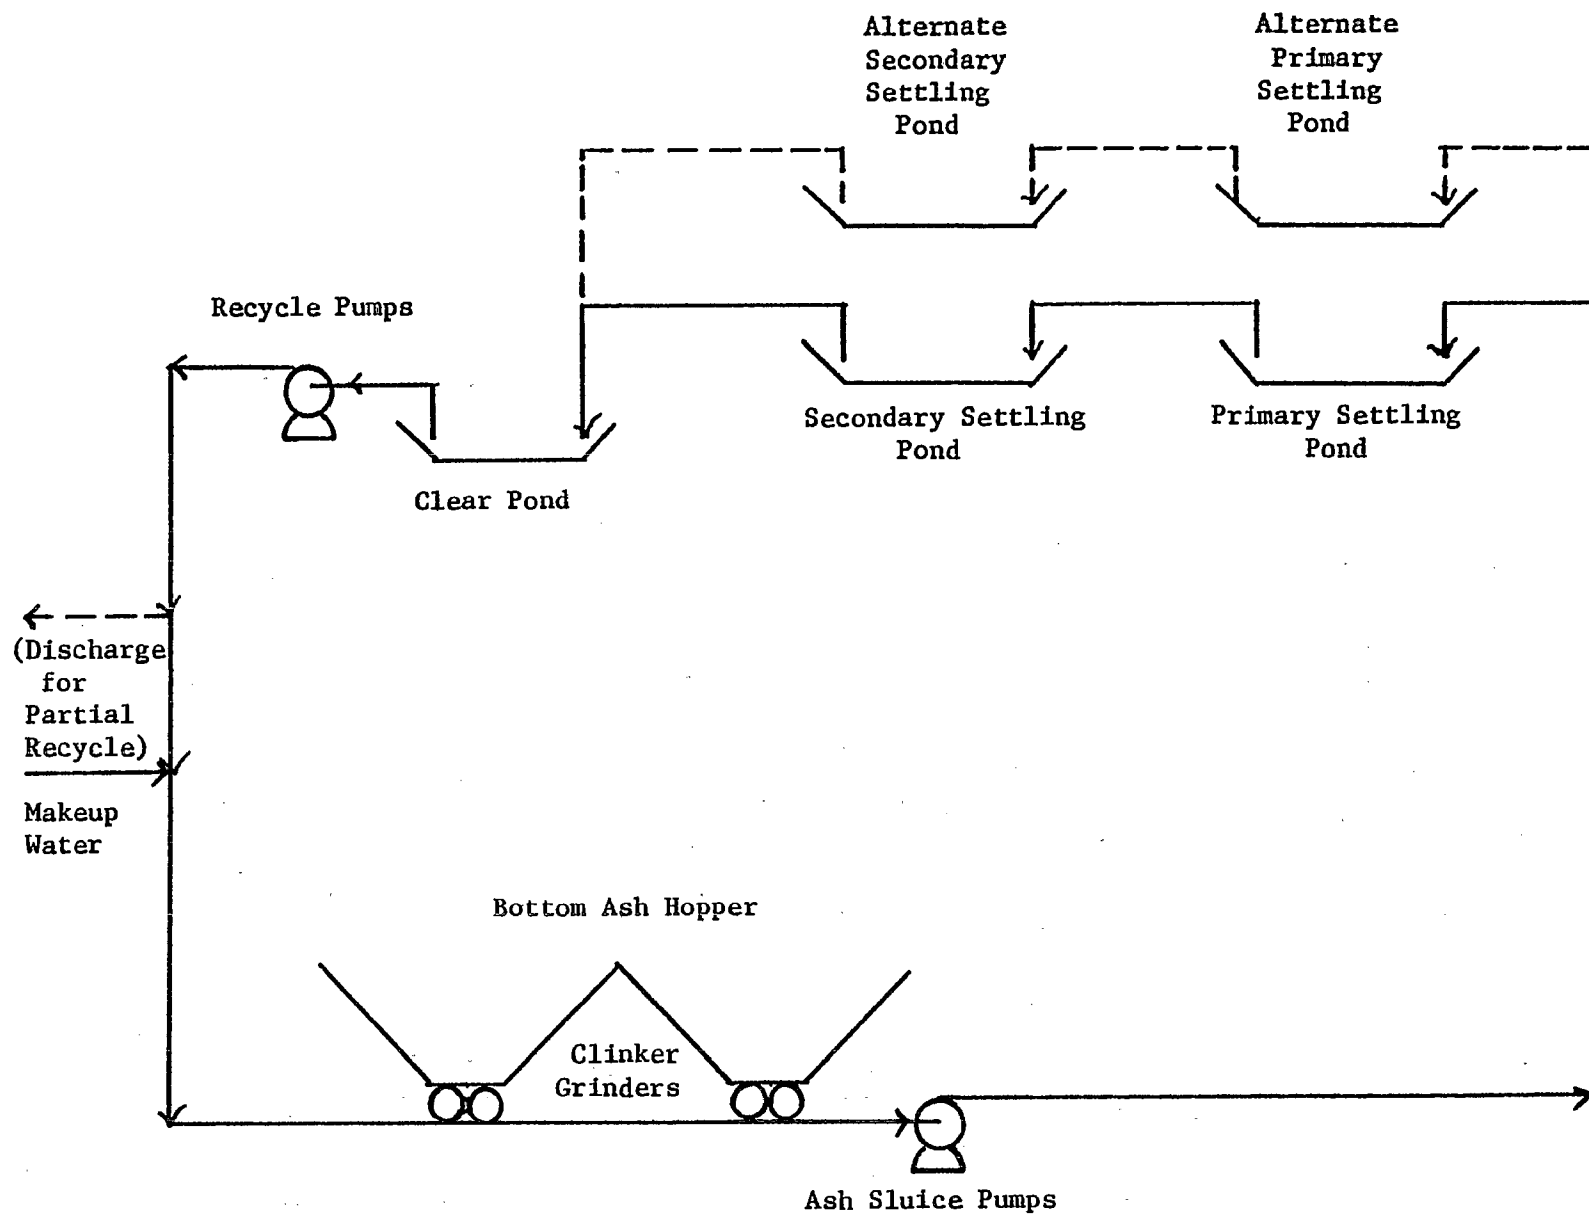 Alternate
Secondary
Settling
Pond
Alternate
Primary
Settling
Pond
Recycle Pumps
Secondary Settling
Pond
Primary Settling
Pond
Clear Pond
(Discharge
for
Partial
Recycle)
Makeup
Water
Bottom Ash Hopper
Clinker
Grinders
Ash Sluice Pumps